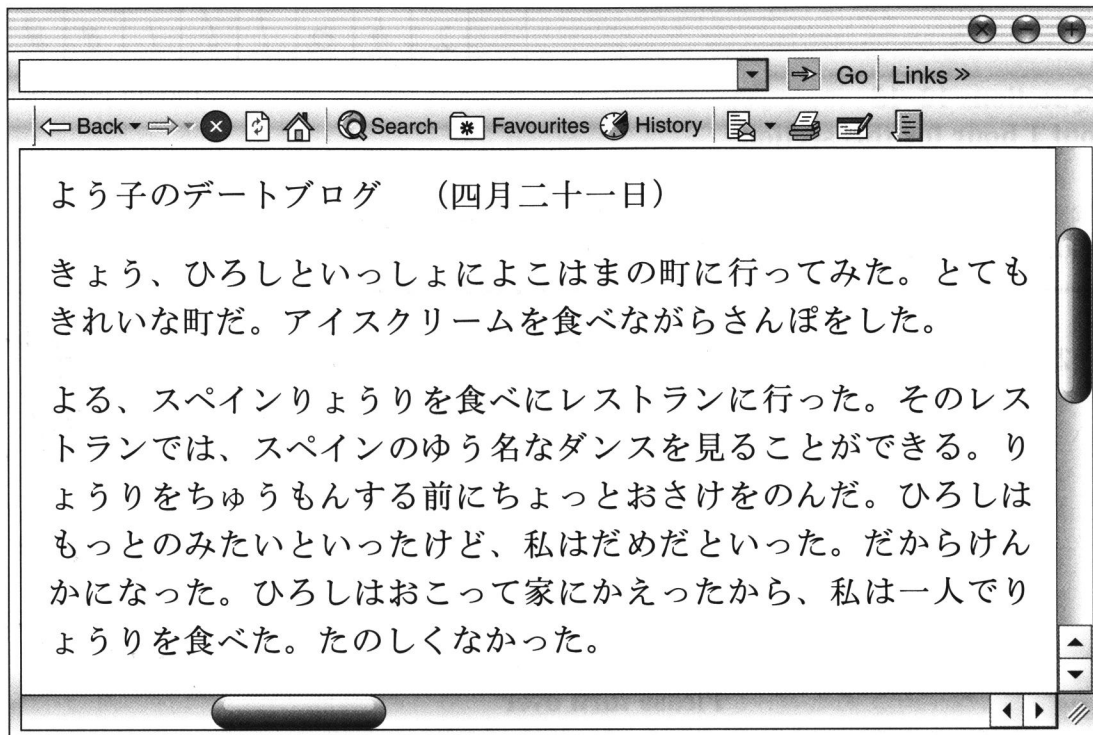 Go Links »
Back Search Favourites History
よう子のデートブログ （四月二十一日）
きょう、ひろしといっしょによこはまの町に行ってみた。とても
きれいな町だ。アイスクリームを食べながらさんぽをした。
よる、スペインりょうりを食べにレストランに行った。そのレス
トランでは、スペインのゆう名なダンスを見ることができる。り
ょうりをちゅうもんする前にちょっとおさけをのんだ。ひろしは
もっとのみたいといったけど、私はだめだといった。だからけん
かになった。ひろしはおこって家にかえったから、私は一人でり
ょうりを食べた。たのしくなかった。